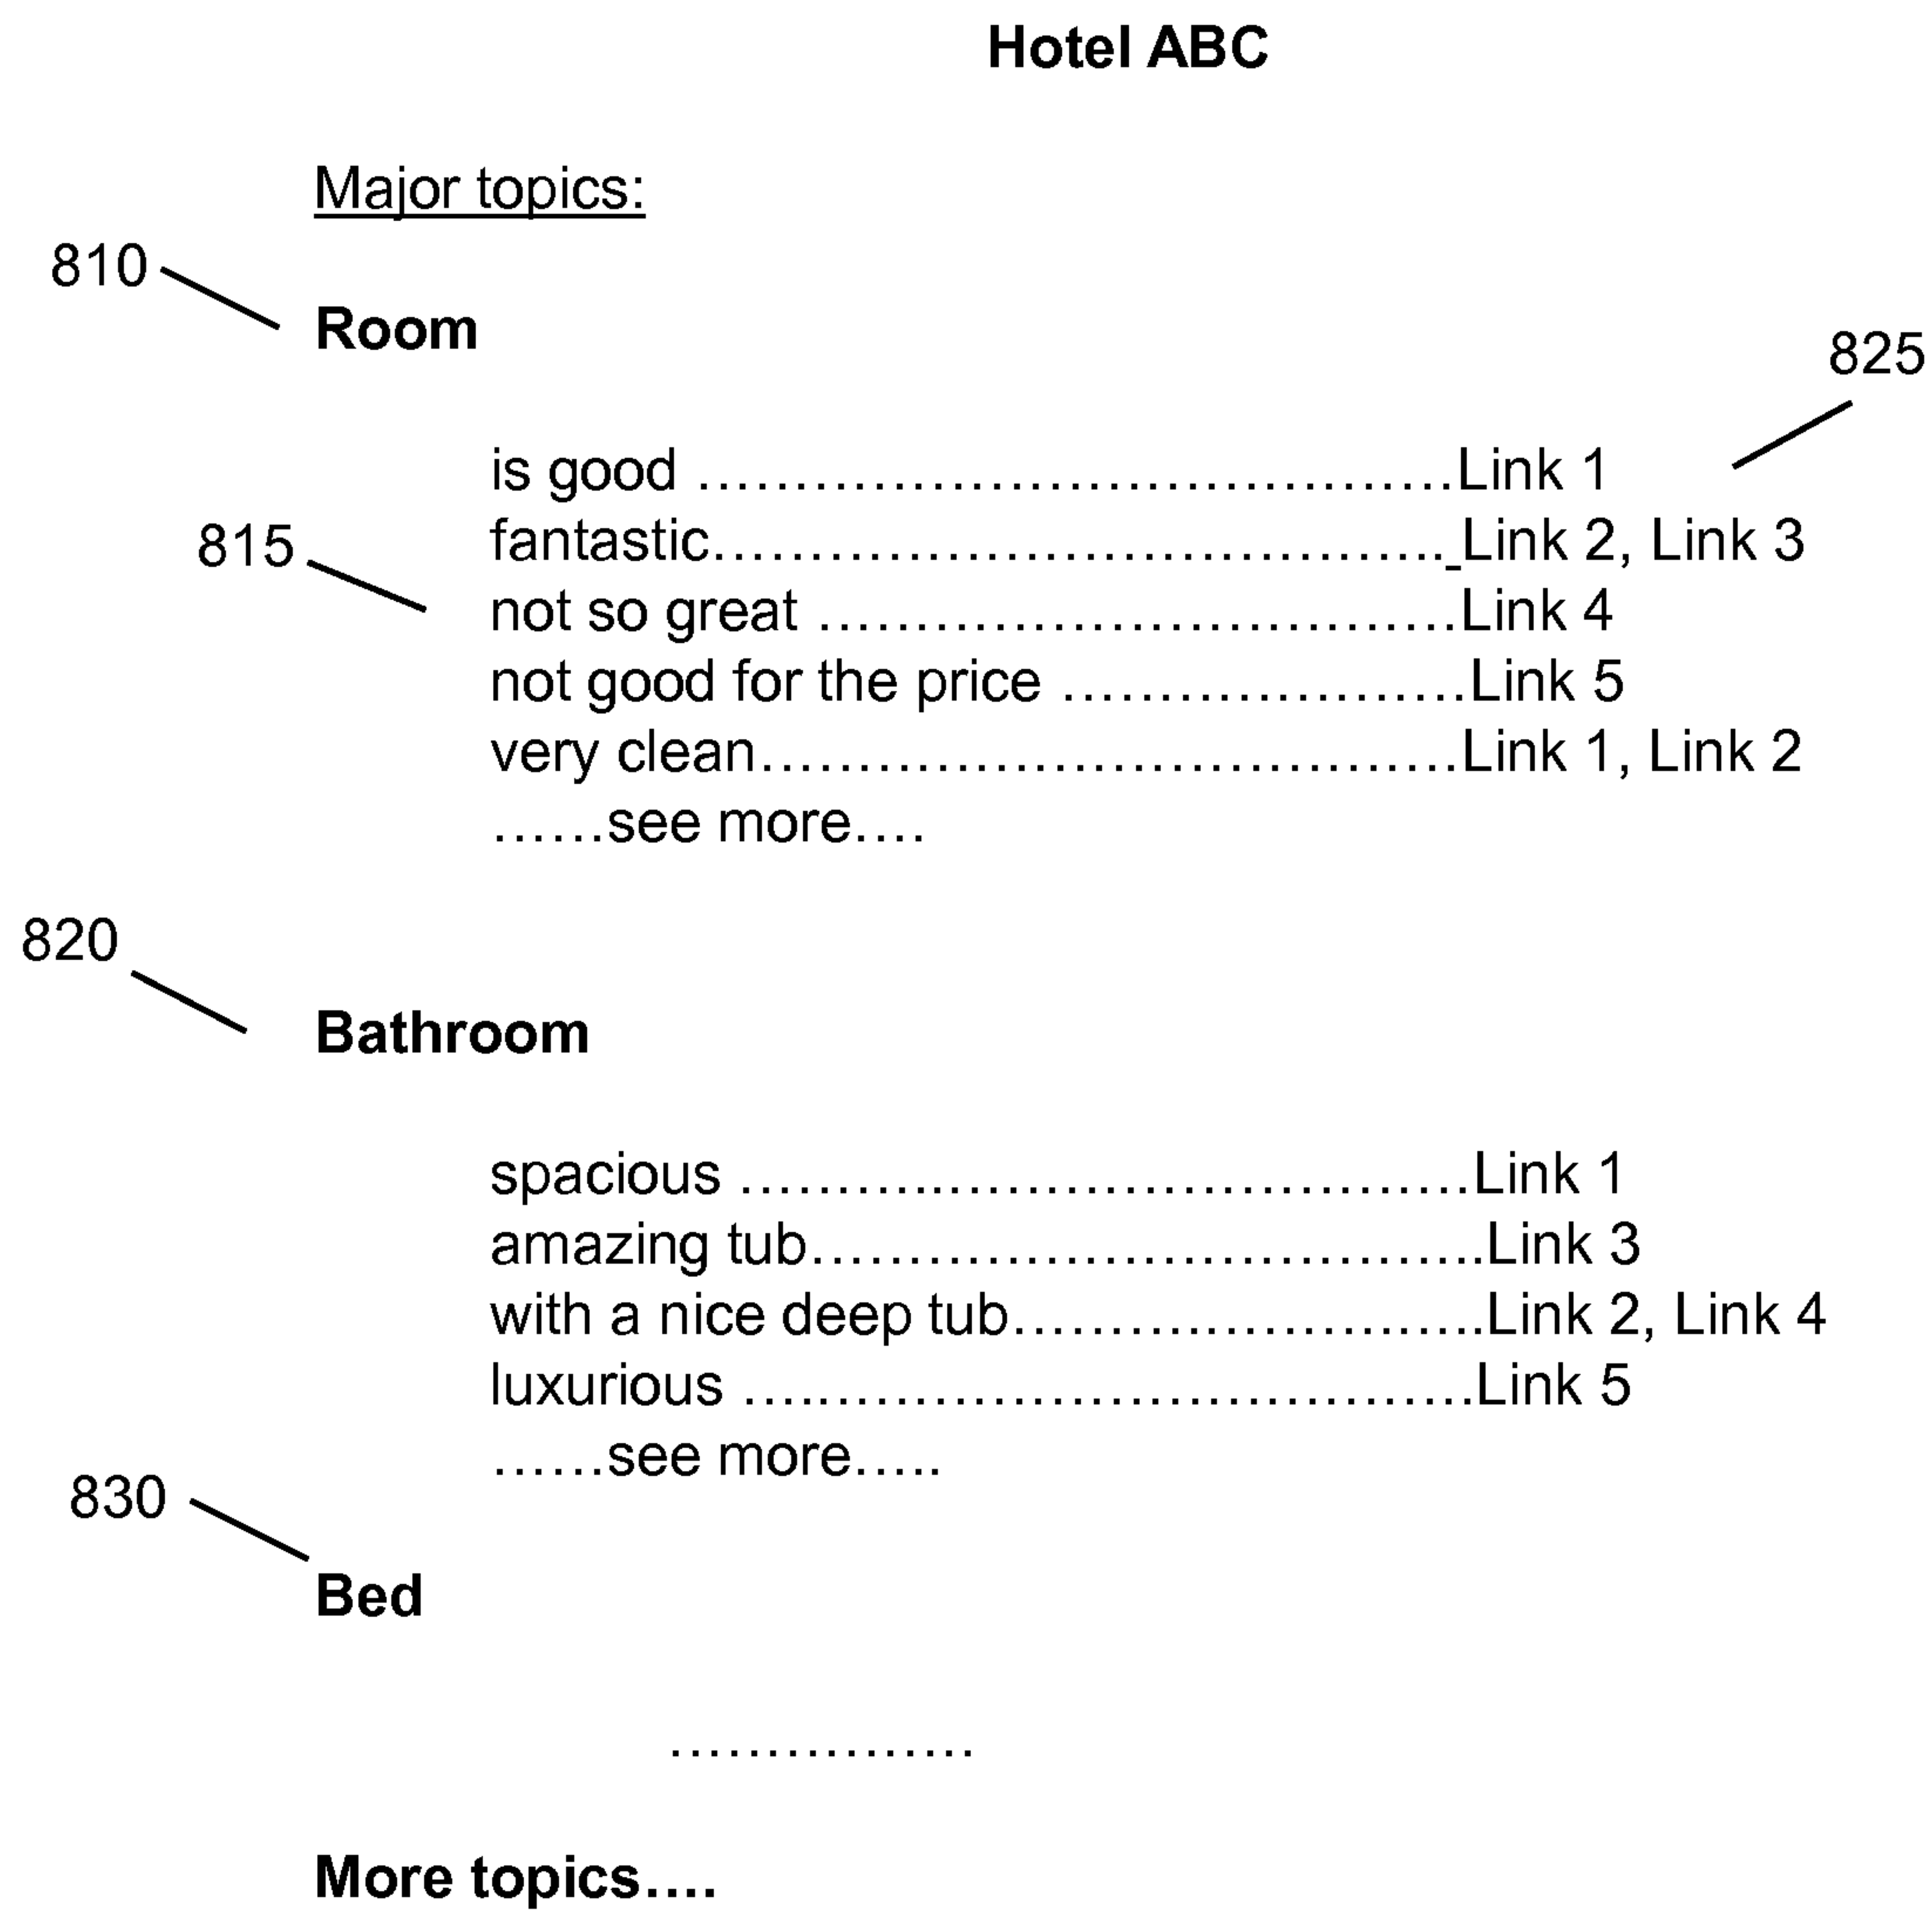 Hotel ABC
Major topics:
810
Room
825
is good .......................................Link 1
fantastic...................................... Link 2, Link 3
815
not so great .................................Link 4
not good for the price .....................Link 5
very clean....................................Link 1, Link 2
......see more....
820
Bathroom
spacious ......................................Link 1
amazing tub...................................Link 3
with a nice deep tub........................Link 2, Link 4
luxurious ......................................Link 5
......see more.....
830
Bed
................
More topics....